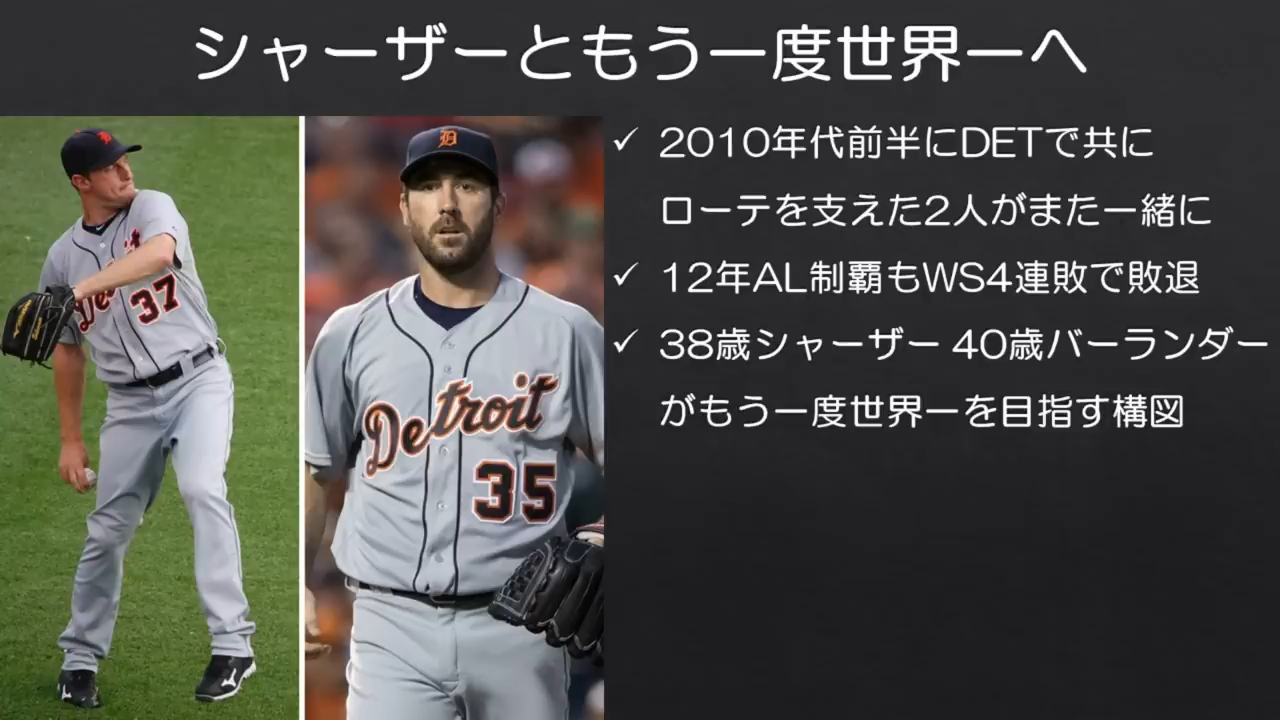 シャーザーともう一度世界一へ
2010年代前半にDETで共に
ローテを支えた2人がまた一緒に
12年AL制覇もWS4連敗で敗退
38歳シャーザー 40歳バーランダー
がもう一度世界一を目指す構図
D
D
Detroit
37
Detroit
35